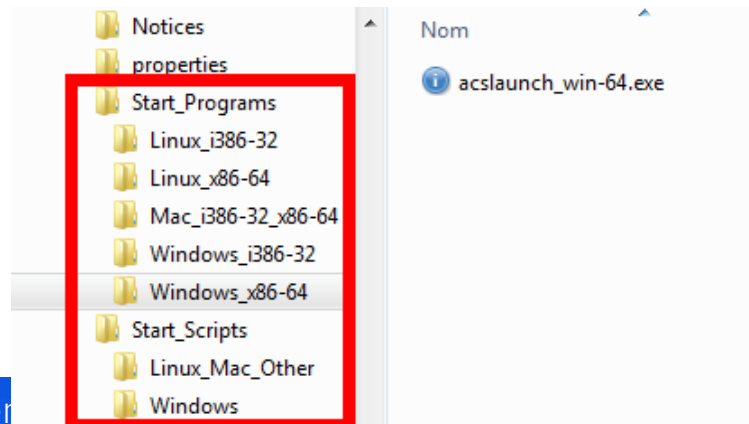 Notices
properties
Start_Programs
Linux_i386-32
Linux_x86-64
Mac_i386-32_x86-64
Windows_i386-32
Windows_x86-64
Start_Scripts
Linux_Mac_Other
Windows
Nom
acslaunch_win-64.exe